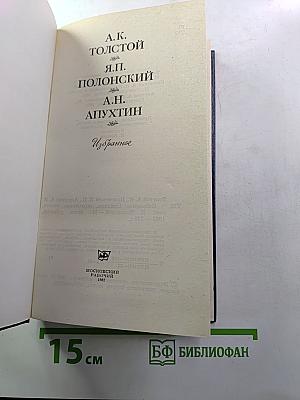 А.К.
ТОЛСТОЙ
Я.П.
ПОЛОНСКИЙ
А.Н.
АПУХТИН
Избранное
МОСКОВСКИЙ
РАБОЧИЙ
15 см
БФ БИБЛИОФАН